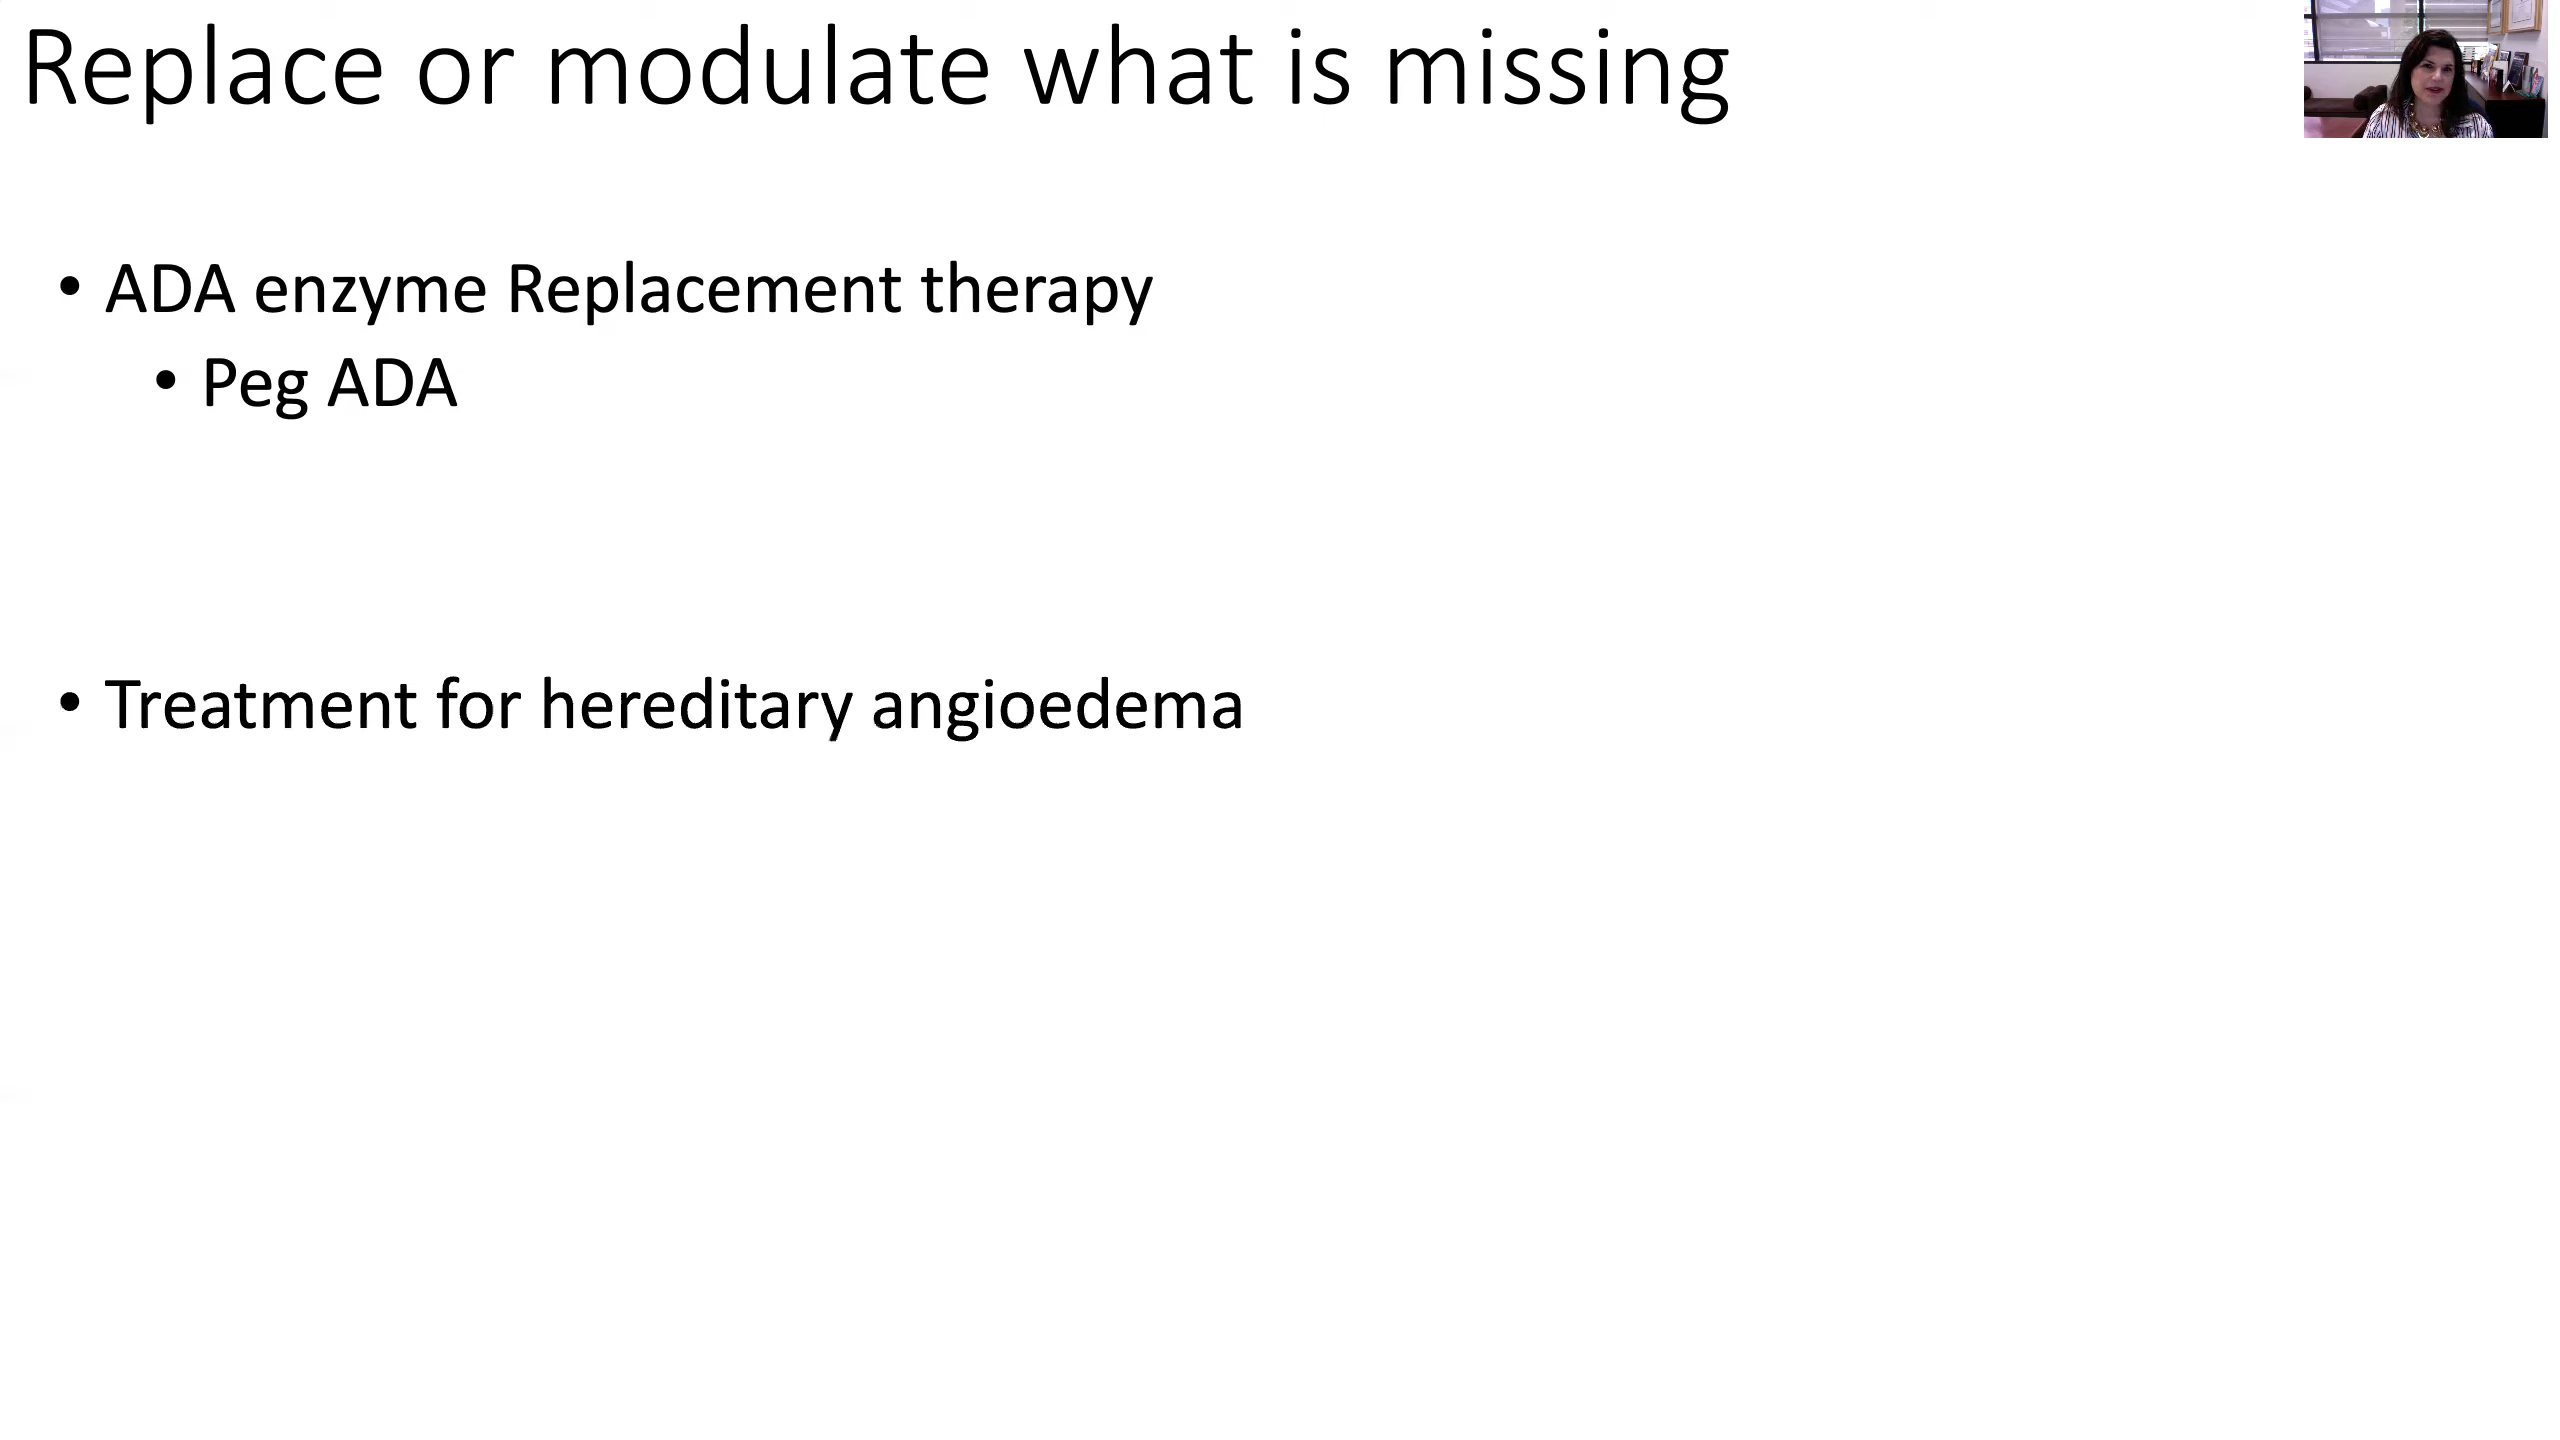 Replace or modulate what is missing
• ADA enzyme Replacement therapy
• Peg ADA
• Treatment for hereditary angioedema